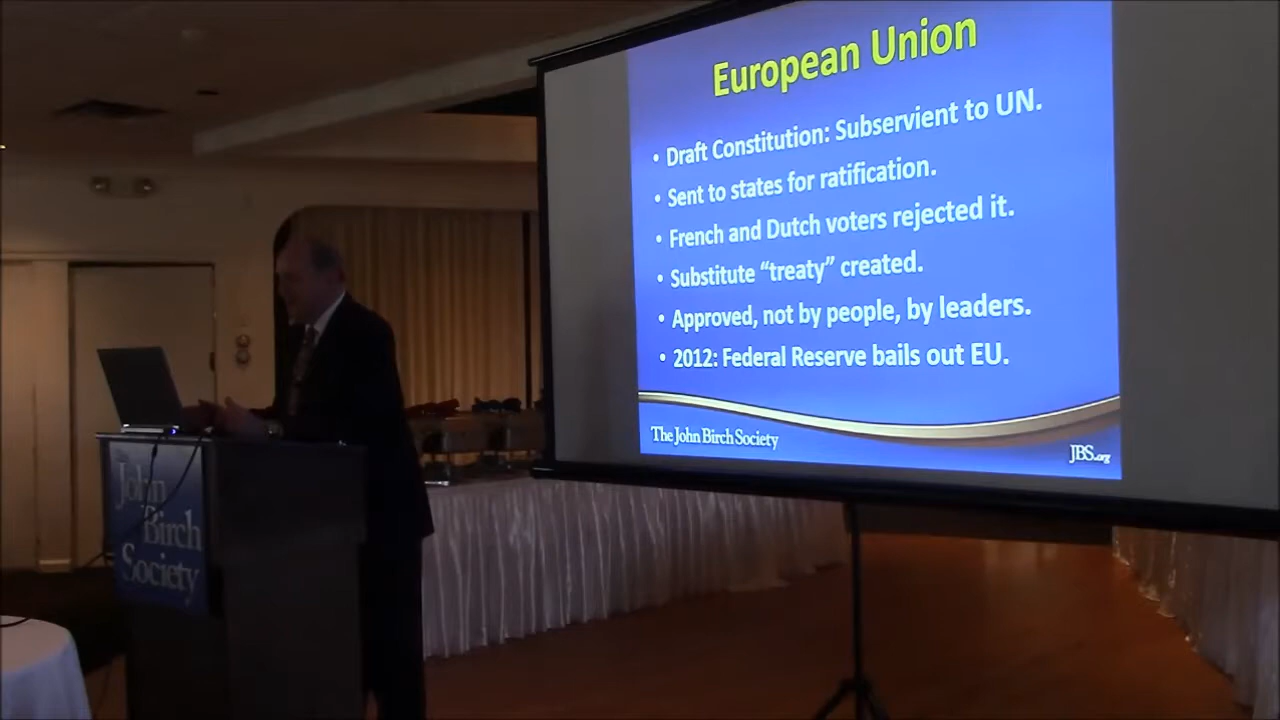 European Union
• Draft Constitution: Subservient to UN.
• Sent to states for ratification.
• French and Dutch voters rejected it.
• Substitute “treaty” created.
• Approved, not by people, by leaders.
• 2012: Federal Reserve bails out EU.
The John Birch Society
JBS.org
The
John
Birch
Society